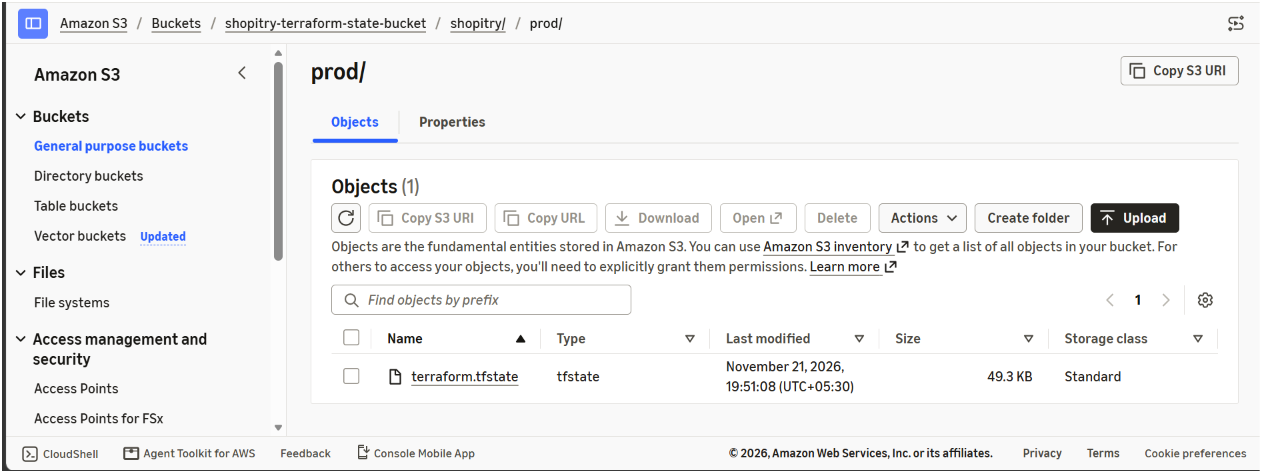 Amazon S3 / Buckets / shopitry-terraform-state-bucket / shopitry/ / prod/
Amazon S3
Buckets
General purpose buckets
Directory buckets
Table buckets
Vector buckets Updated
Files
File systems
Access management and
security
Access Points
Access Points for FSx
prod/
Copy S3 URI
Objects Properties
Objects (1)
Copy S3 URI Copy URL Download Open Delete Actions Create folder Upload
Objects are the fundamental entities stored in Amazon S3. You can use Amazon S3 inventory to get a list of all objects in your bucket. For
others to access your objects, you'll need to explicitly grant them permissions. Learn more
Find objects by prefix
1
Name Type Last modified Size Storage class
terraform.tfstate tfstate November 21, 2026, 49.3 KB Standard
19:51:08 (UTC+05:30)
CloudShell Agent Toolkit for AWS Feedback Console Mobile App © 2026, Amazon Web Services, Inc. or its affiliates. Privacy Terms Cookie preferences